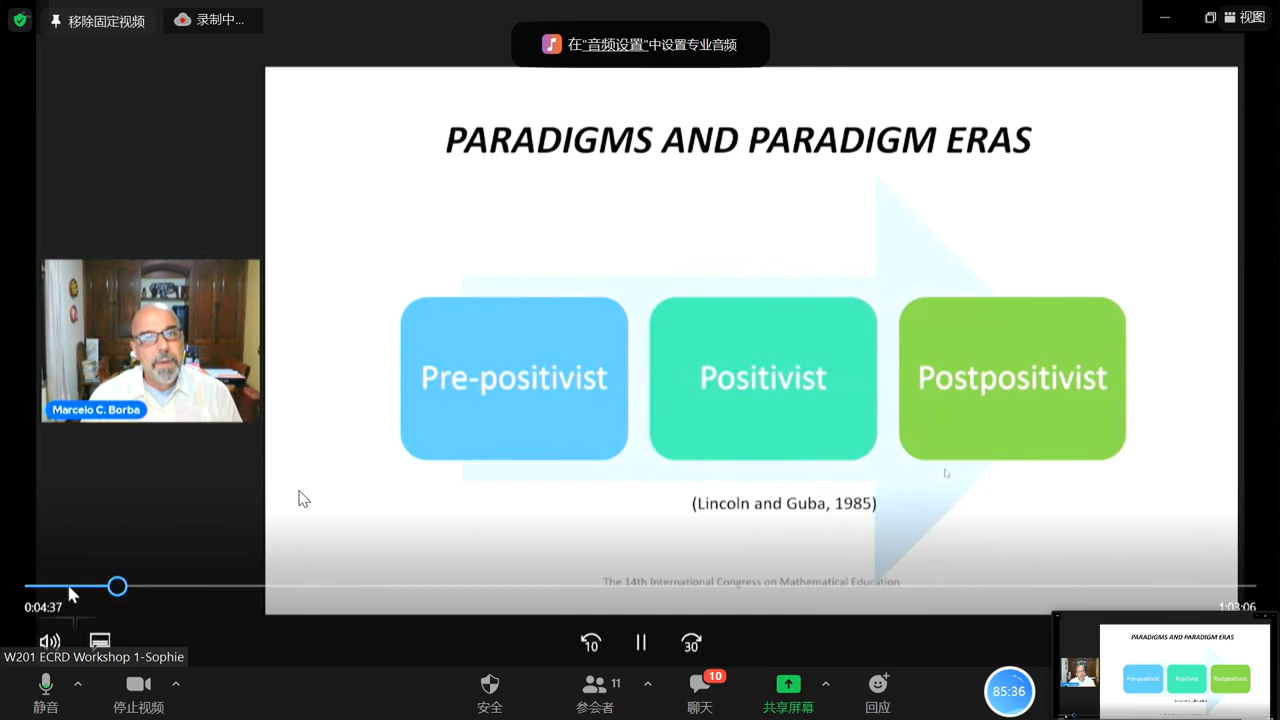 移除固定视频
录制中...
在"音频设置"中设置专业音频
视图
PARADIGMS AND PARADIGM ERAS
Pre-positivist
Positivist
Postpositivist
Marcelo C. Borba
(Lincoln and Guba, 1985)
The 14th International Congress on Mathematical Education
0:04:37
1:03:06
10
30
W201 ECRD Workshop 1-Sophie
静音
停止视频
安全
参会者
11
聊天
10
共享屏幕
回应
85:36
PARADIGMS AND PARADIGM ERAS
Pre-positivist
Positivist
Postpositivist